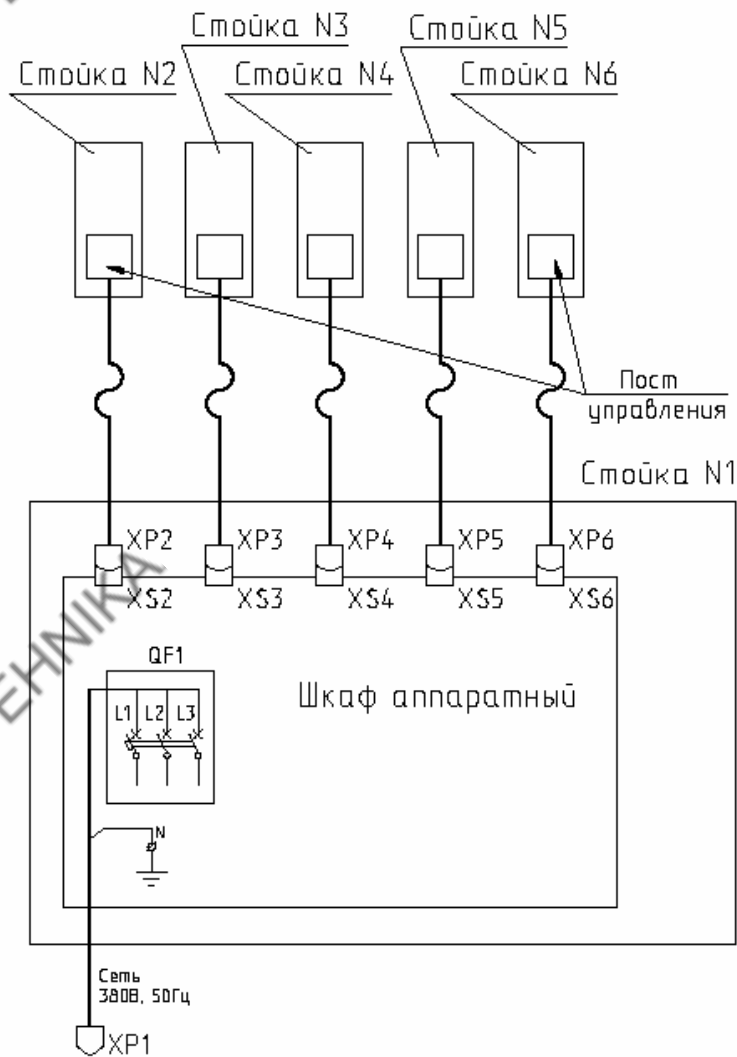 Стойка N3
Стойка N5
Стойка N2
Стойка N4
Стойка N6
Пост
управления
Стойка N1
XP2
XP3
XP4
XP5
XP6
XS2
XS3
XS4
XS5
XS6
EHNIKA
QF1
Шкаф аппаратный
L1
L2
L3
N
Сеть
380В, 50Гц
XP1